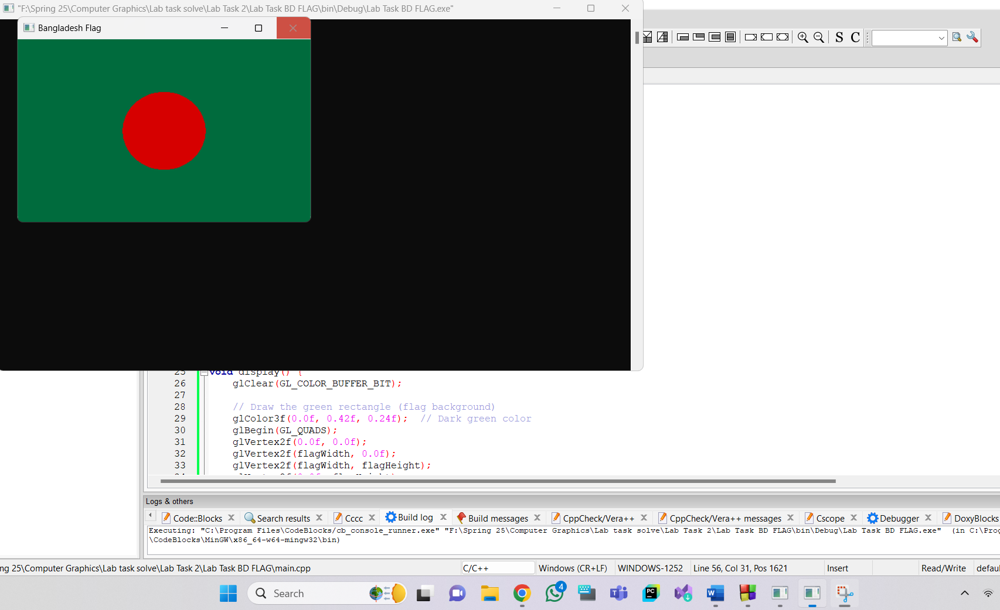 "F:\Spring 25\Computer Graphics\Lab task solve\Lab Task 2\Lab Task BD FLAG\bin\Debug\Lab Task BD FLAG.exe"
Bangladesh Flag
S C
25 void display() {
26 glClear(GL_COLOR_BUFFER_BIT);
27
28 // Draw the green rectangle (flag background)
29 glColor3f(0.0f, 0.42f, 0.24f); // Dark green color
30 glBegin(GL_QUADS);
31 glVertex2f(0.0f, 0.0f);
32 glVertex2f(flagWidth, 0.0f);
33 glVertex2f(flagWidth, flagHeight);
Logs & others
Code::Blocks Search results Cccc Build log Build messages CppCheck/Vera++ CppCheck/Vera++ messages Cscope Debugger DoxyBlocks
Executing: "C:\Program Files\CodeBlocks/cb_console_runner.exe" "F:\Spring 25\Computer Graphics\Lab task solve\Lab Task 2\Lab Task BD FLAG\bin\Debug\Lab Task BD FLAG.exe" (in C:\Prog
\CodeBlocks\MinGW\x86_64-w64-mingw32\bin)
ng 25\Computer Graphics\Lab task solve\Lab Task 2\Lab Task BD FLAG\main.cpp C/C++ Windows (CR+LF) WINDOWS-1252 Line 56, Col 31, Pos 1621 Insert Read/Write defau
Search 4 PC W